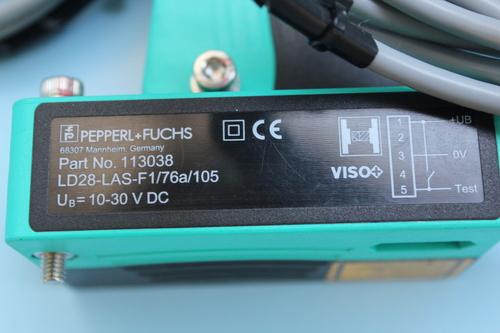 PEPPERL+FUCHS
68307 Mannheim, Germany
Part No. 113038
LD28-LAS-F1/76a/105
UB= 10-30 V DC
CE
VISO+
1 +UB
2
3 0V
4
5 Test